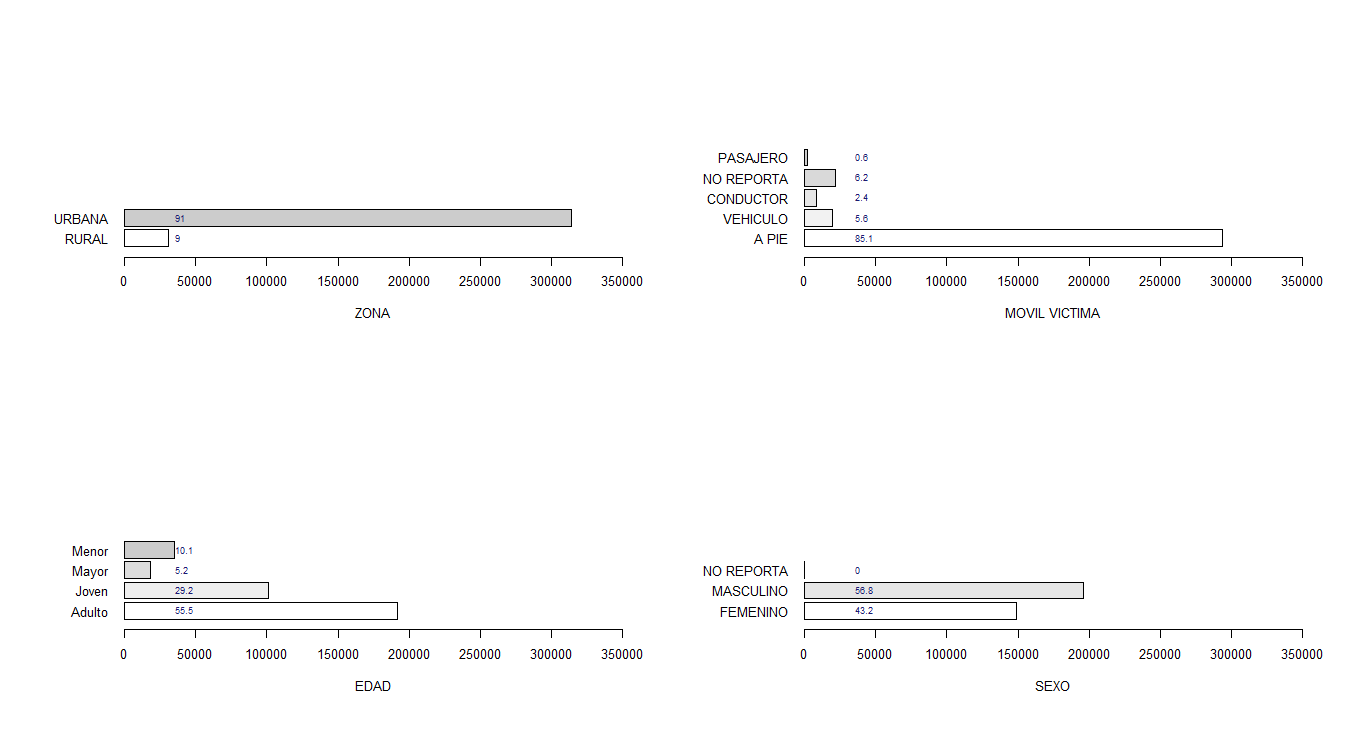 URBANA 91
RURAL 9
0 50000 100000 150000 200000 250000 300000 350000
ZONA
PASAJERO 0.6
NO REPORTA 6.2
CONDUCTOR 2.4
VEHICULO 5.6
A PIE 85.1
0 50000 100000 150000 200000 250000 300000 350000
MOVIL VICTIMA
Menor 10.1
Mayor 5.2
Joven 29.2
Adulto 55.5
0 50000 100000 150000 200000 250000 300000 350000
EDAD
NO REPORTA 0
MASCULINO 56.8
FEMENINO 43.2
0 50000 100000 150000 200000 250000 300000 350000
SEXO